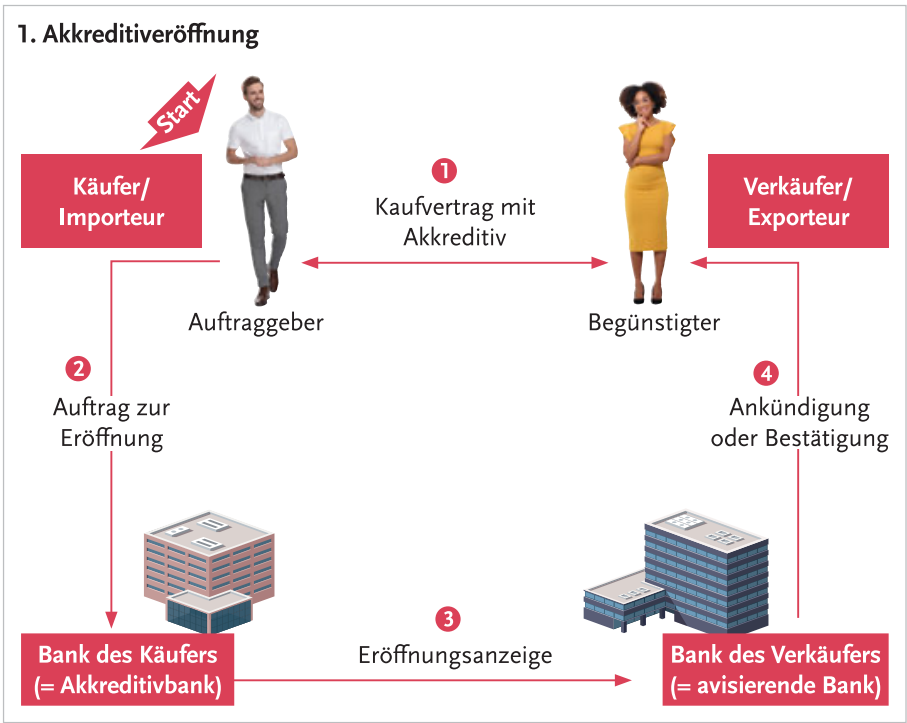 1. Akkreditiveröffnung
Start
Käufer/
Importeur
1
Kaufvertrag mit
Akkreditiv
Verkäufer/
Exporteur
Auftraggeber
Begünstigter
2
Auftrag zur
Eröffnung
4
Ankündigung
oder Bestätigung
Bank des Käufers
(= Akkreditivbank)
3
Eröffnungsanzeige
Bank des Verkäufers
(= avisierende Bank)